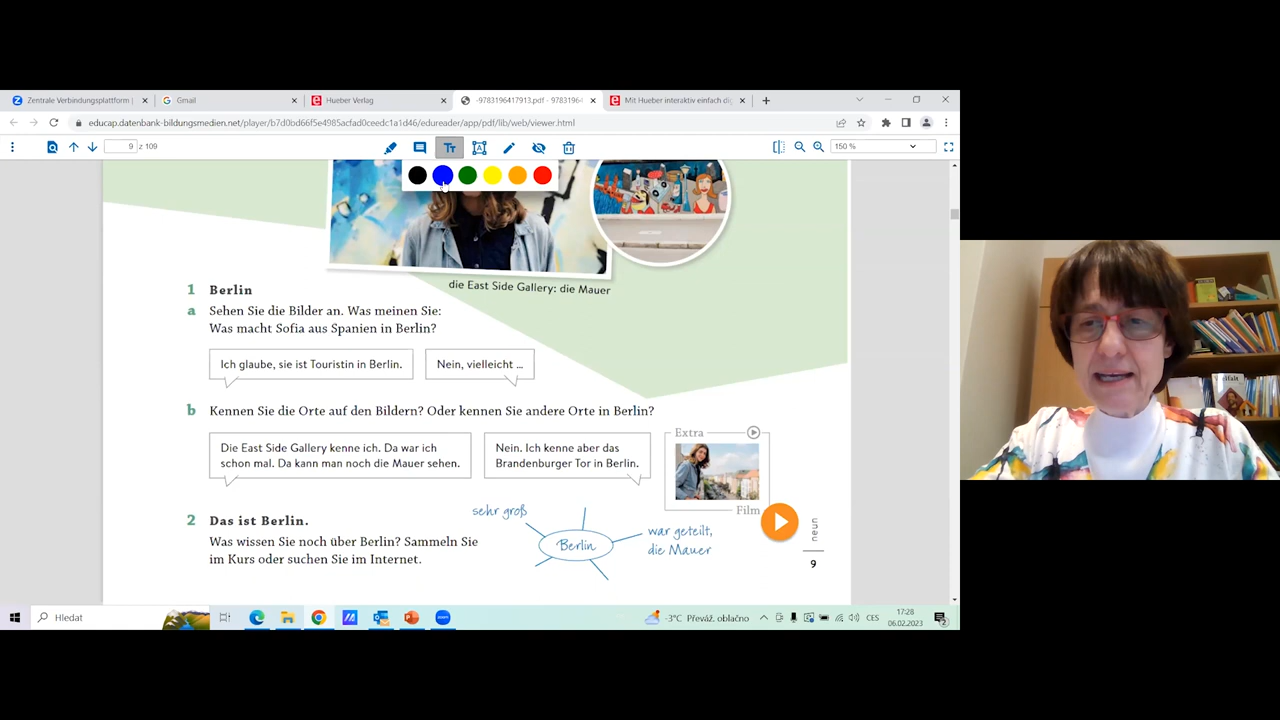 Zentrale Verbindungsplattform |
Gmail
Hueber Verlag
-9783196417913.pdf - 9783196
Mit Hueber interaktiv einfach di
educap.datenbank-bildungsmedien.net/player/b7d0bd66f5e4985acfad0ceedc1a1d46/edureader/app/pdf/lib/web/viewer.html
9 z 109
150 %
die East Side Gallery: die Mauer
1 Berlin
a Sehen Sie die Bilder an. Was meinen Sie:
Was macht Sofia aus Spanien in Berlin?
Ich glaube, sie ist Touristin in Berlin.
Nein, vielleicht ...
b Kennen Sie die Orte auf den Bildern? Oder kennen Sie andere Orte in Berlin?
Die East Side Gallery kenne ich. Da war ich
schon mal. Da kann man noch die Mauer sehen.
Nein. Ich kenne aber das
Brandenburger Tor in Berlin.
Extra
Film
2 Das ist Berlin.
Was wissen Sie noch über Berlin? Sammeln Sie
im Kurs oder suchen Sie im Internet.
sehr groß
Berlin
war geteilt,
die Mauer
neun
9
Hledat
-3°C Převáž. oblačno
CES
17:28
06.02.2023